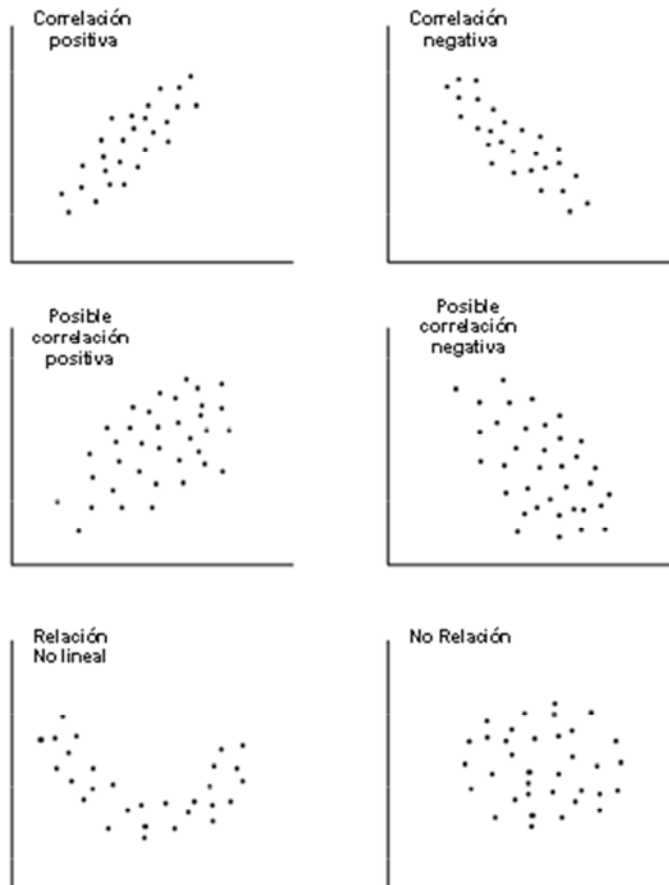 Correlación
positiva
Correlación
negativa
Posible
correlación
positiva
Posible
correlación
negativa
Relación
No lineal
No Relación